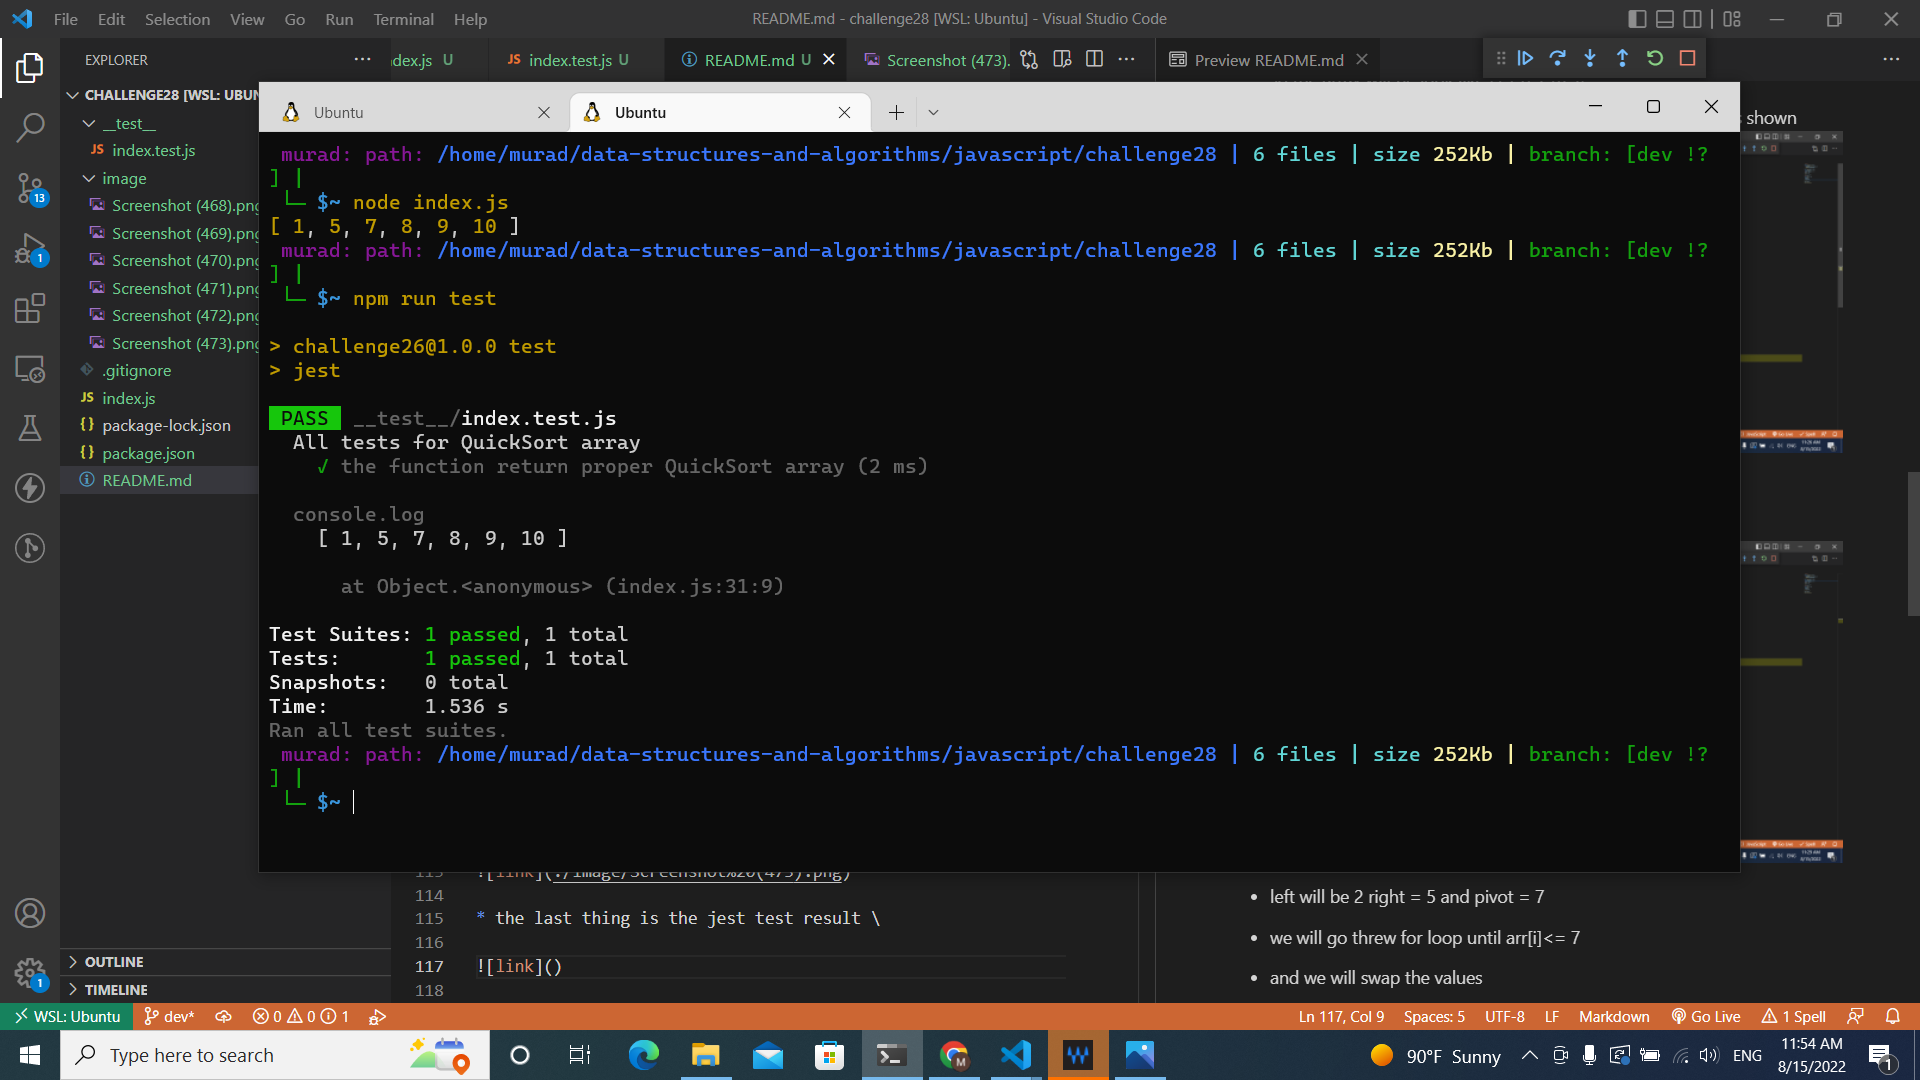 File Edit Selection View Go Run Terminal Help
README.md - challenge28 [WSL: Ubuntu] - Visual Studio Code
EXPLORER
dex.js U
JS index.test.js U
README.md U
Screenshot (473).
Preview README.md
CHALLENGE28 [WSL: UBUN
__test__
JS index.test.js
image
Screenshot (468).png
Screenshot (469).png
Screenshot (470).png
Screenshot (471).png
Screenshot (472).png
Screenshot (473).png
.gitignore
JS index.js
{} package-lock.json
{} package.json
README.md
13
1
1
OUTLINE
TIMELINE
Ubuntu
Ubuntu
murad: path: /home/murad/data-structures-and-algorithms/javascript/challenge28 | 6 files | size 252Kb | branch: [dev !?
] |
└─ $~ node index.js
[ 1, 5, 7, 8, 9, 10 ]
murad: path: /home/murad/data-structures-and-algorithms/javascript/challenge28 | 6 files | size 252Kb | branch: [dev !?
] |
└─ $~ npm run test
> challenge26@1.0.0 test
> jest
PASS __test__/index.test.js
All tests for QuickSort array
√ the function return proper QuickSort array (2 ms)
console.log
[ 1, 5, 7, 8, 9, 10 ]
at Object.<anonymous> (index.js:31:9)
Test Suites: 1 passed, 1 total
Tests: 1 passed, 1 total
Snapshots: 0 total
Time: 1.536 s
Ran all test suites.
murad: path: /home/murad/data-structures-and-algorithms/javascript/challenge28 | 6 files | size 252Kb | branch: [dev !?
] |
└─ $~
s shown
113 ![link](./image/Screenshot%20(473).png)
114
115 * the last thing is the jest test result \
116
117 ![link]()
118
• left will be 2 right = 5 and pivot = 7
• we will go threw for loop until arr[i]<= 7
• and we will swap the values
WSL: Ubuntu dev* 0 0 1
Ln 117, Col 9 Spaces: 5 UTF-8 LF Markdown Go Live 1 Spell
Type here to search
90°F Sunny
ENG
11:54 AM
8/15/2022
1